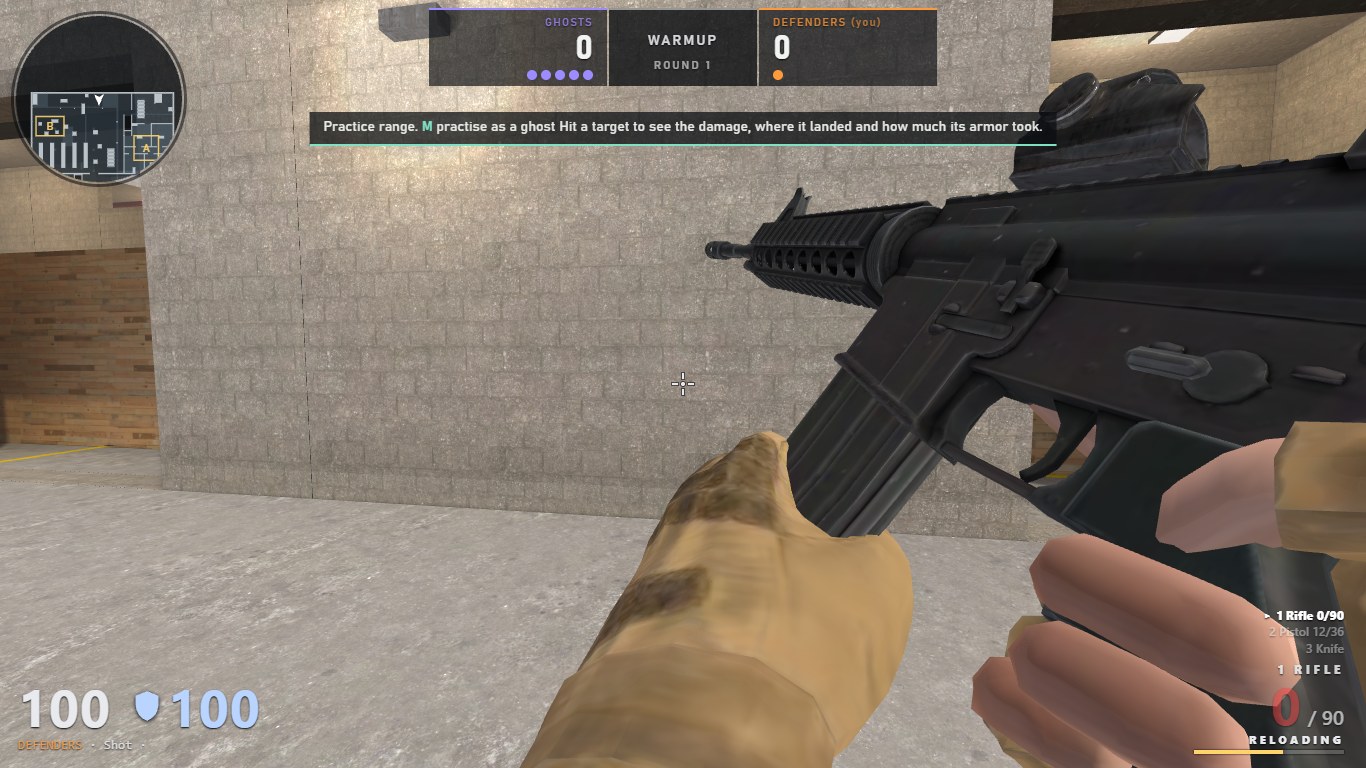 GHOSTS
0
WARMUP
ROUND 1
DEFENDERS (you)
0
Practice range. M practise as a ghost Hit a target to see the damage, where it landed and how much its armor took.
B
A
1 Rifle 0/90
2 Pistol 12/36
3 Knife
1 RIFLE
0 / 90
RELOADING
100 100
DEFENDERS · Shot ·